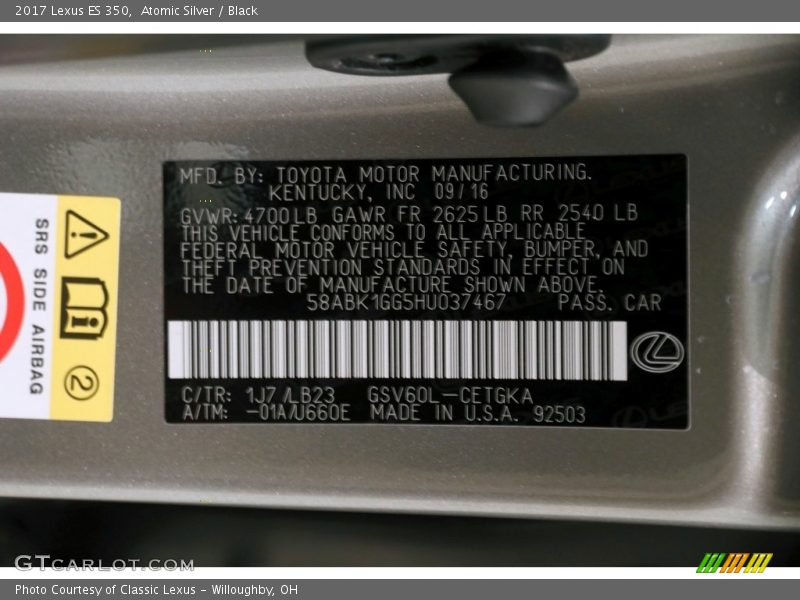 2017 Lexus ES 350,  Atomic Silver / Black
MFD. BY: TOYOTA MOTOR MANUFACTURING.
KENTUCKY, INC 09/16
GVWR: 4700LB GAWR FR 2625LB RR 2540 LB
THIS VEHICLE CONFORMS TO ALL APPLICABLE
FEDERAL MOTOR VEHICLE SAFETY, BUMPER, AND
THEFT PREVENTION STANDARDS IN EFFECT ON
THE DATE OF MANUFACTURE SHOWN ABOVE.
58ABK1GG5HU037467 PASS. CAR
C/TR: 1J7 /LB23 GSV60L-CETGKA
A/TM: -01A/U660E MADE IN U.S.A. 92503
SRS SIDE AIRBAG
2
GTCARLOT.COM
Photo Courtesy of Classic Lexus - Willoughby, OH